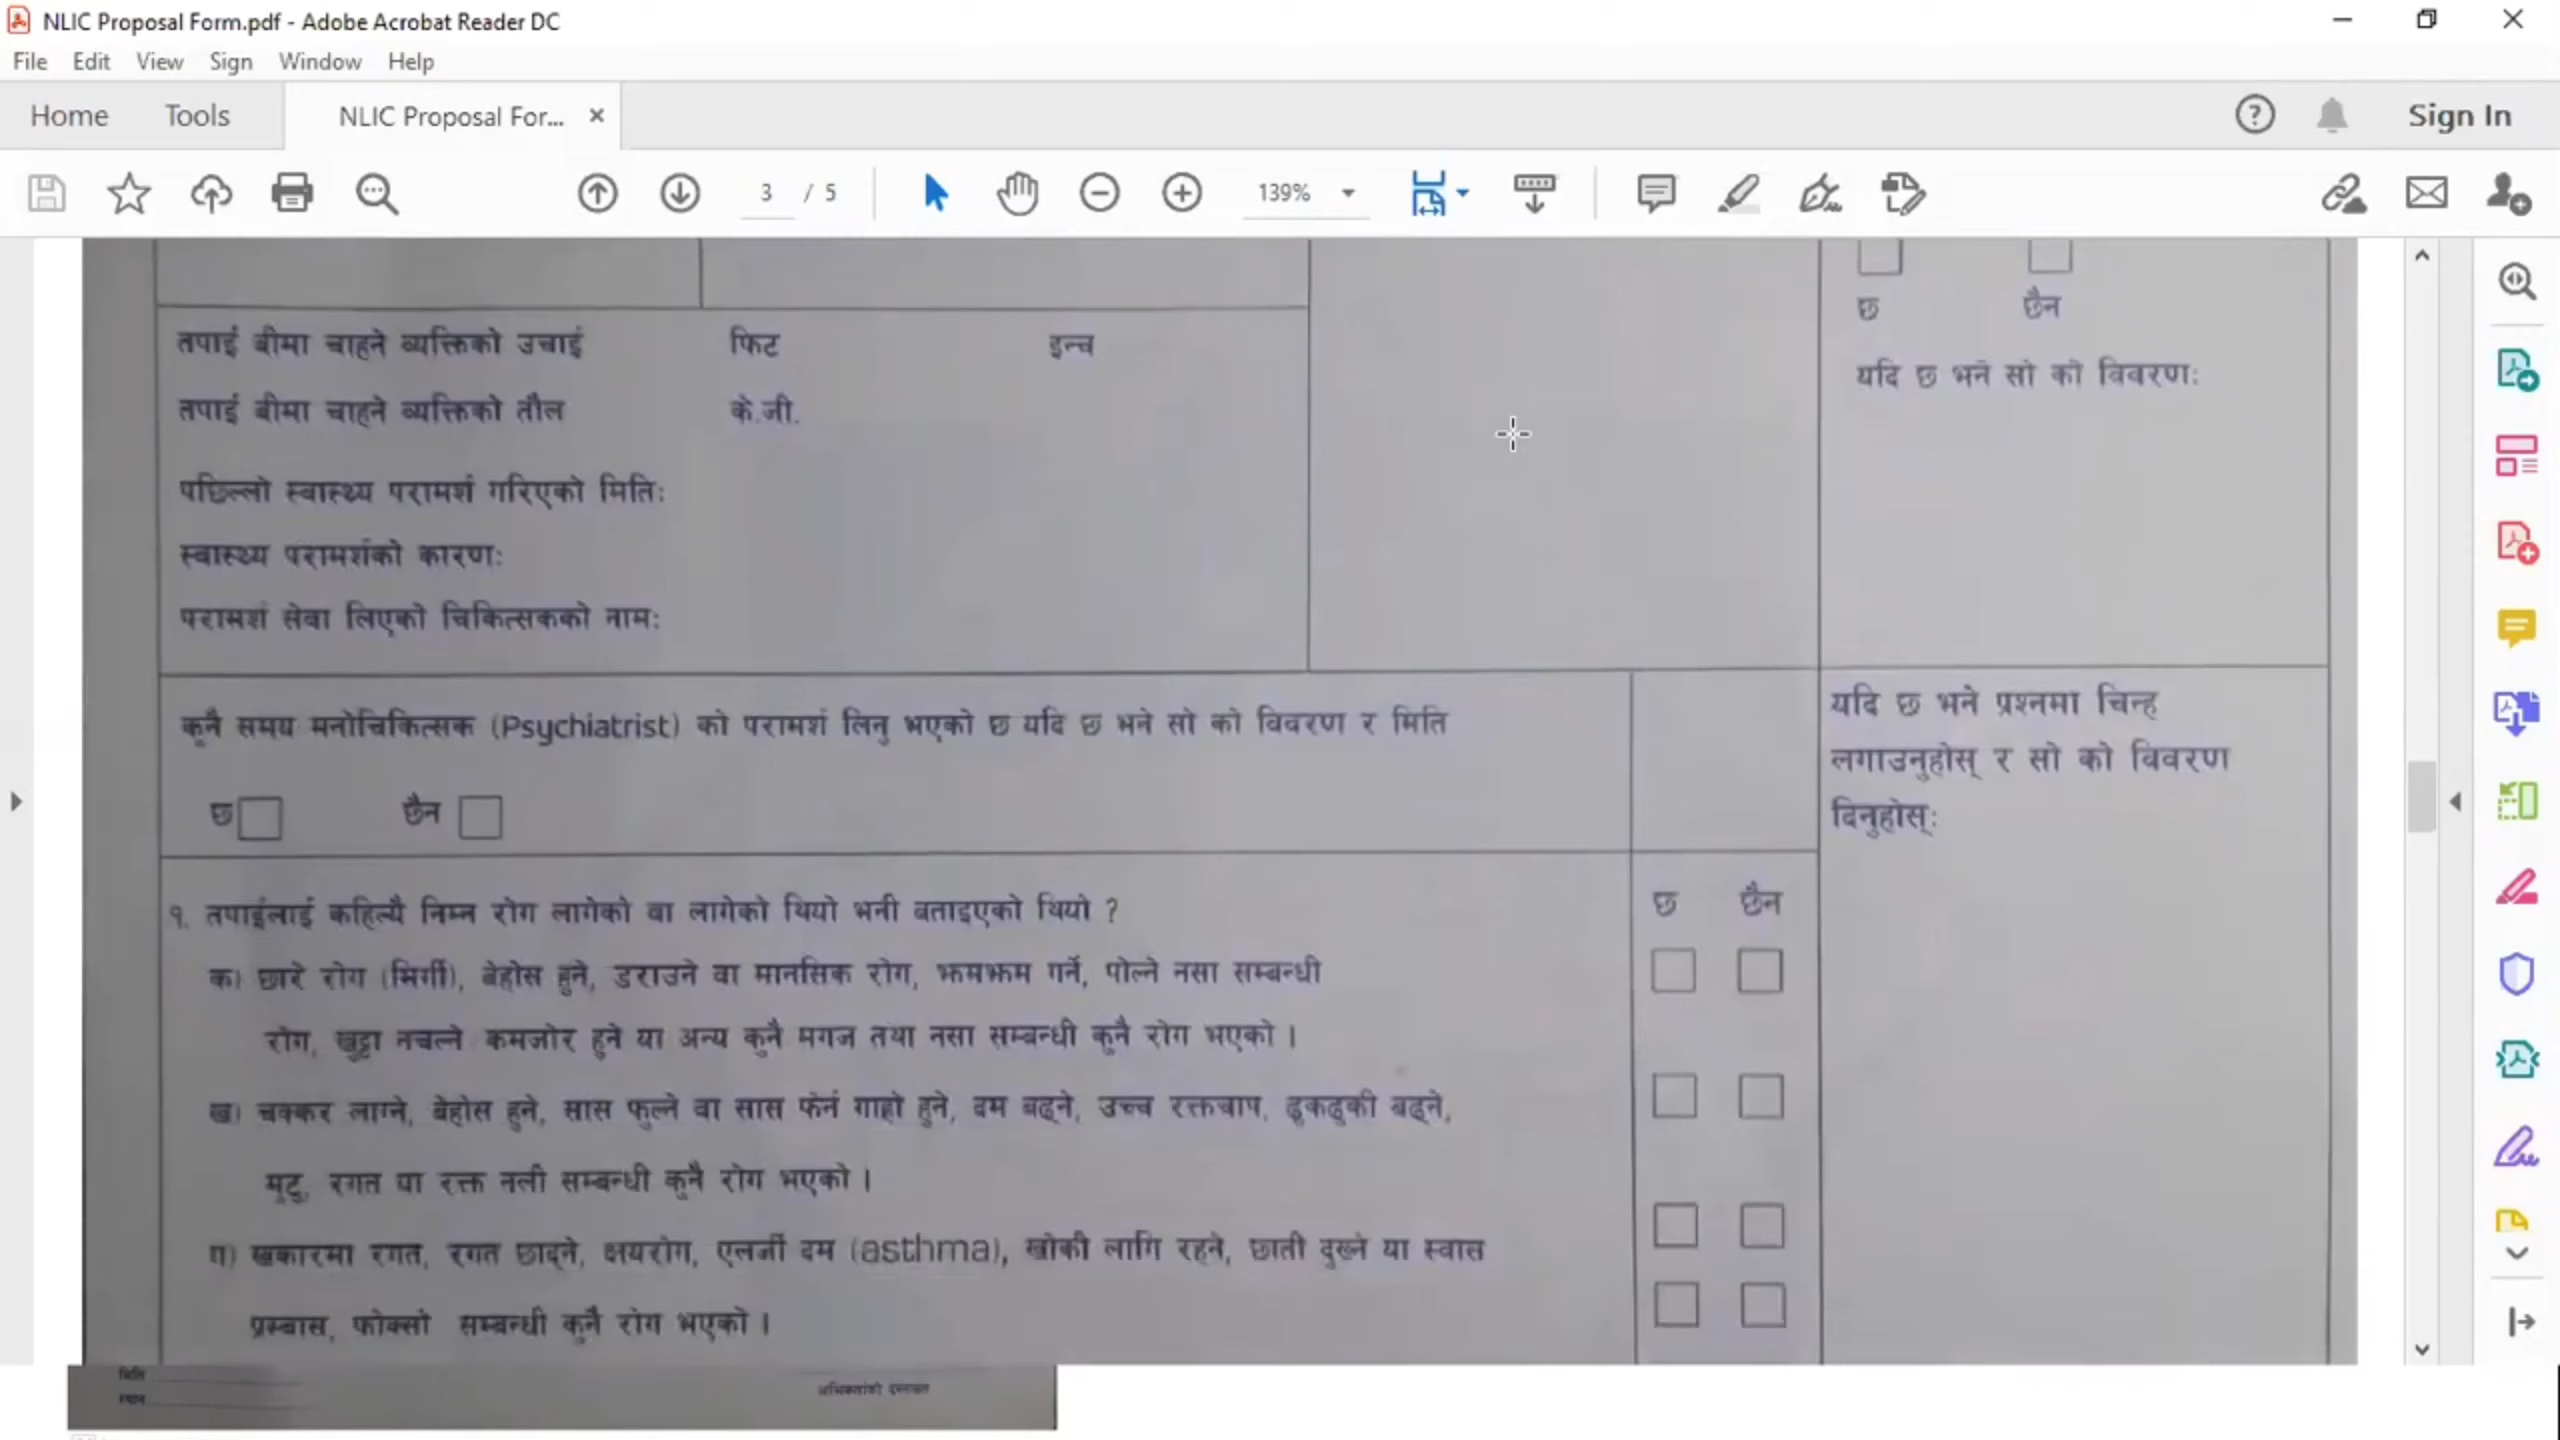 NLIC Proposal Form.pdf - Adobe Acrobat Reader DC
File Edit View Sign Window Help
Home Tools NLIC Proposal For... × Sign In
3 / 5 139%
छ छैन
तपाई बीमा चाहने व्यक्तिको उचाई फिट इन्च
यदि छ भने सो को विवरण:
तपाई बीमा चाहने व्यक्तिको तौल के.जी.
पछिल्लो स्वास्थ्य परामर्श गरिएको मिति:
स्वास्थ्य परामर्शको कारण:
परामर्श सेवा लिएको चिकित्सकको नाम:
कुनै समय मनोचिकित्सक (Psychiatrist) को परामर्श लिनु भएको छ यदि छ भने सो को विवरण र मिति
छ छैन
यदि छ भने प्रश्नमा चिन्ह
लगाउनुहोस् र सो को विवरण
दिनुहोस्:
१. तपाईलाई कहिल्यै निम्न रोग लागेको वा लागेको थियो भनी बताइएको थियो ?
छ छैन
क) छारे रोग (मिर्गी), बेहोस हुने, डराउने वा मानसिक रोग, झमझम गर्ने, पोल्ने नसा सम्बन्धी
रोग, खुट्टा नचल्ने कमजोर हुने या अन्य कुनै मगज तथा नसा सम्बन्धी कुनै रोग भएको ।
ख) चक्कर लाग्ने, बेहोस हुने, सास फुल्ने वा सास फेर्न गाह्रो हुने, दम बढ्ने, उच्च रक्तचाप, ढुकढुकी बढ्ने,
मुटु, रगत या रक्त नली सम्बन्धी कुनै रोग भएको ।
ग) खकारमा रगत, रगत छाद्ने, क्षयरोग, एलर्जी दम (asthma), खोकी लागि रहने, छाती दुख्ने या स्वास
प्रस्वास, फोक्सो सम्बन्धी कुनै रोग भएको ।
मिति
स्थान
अभिकर्ताको दस्तखत